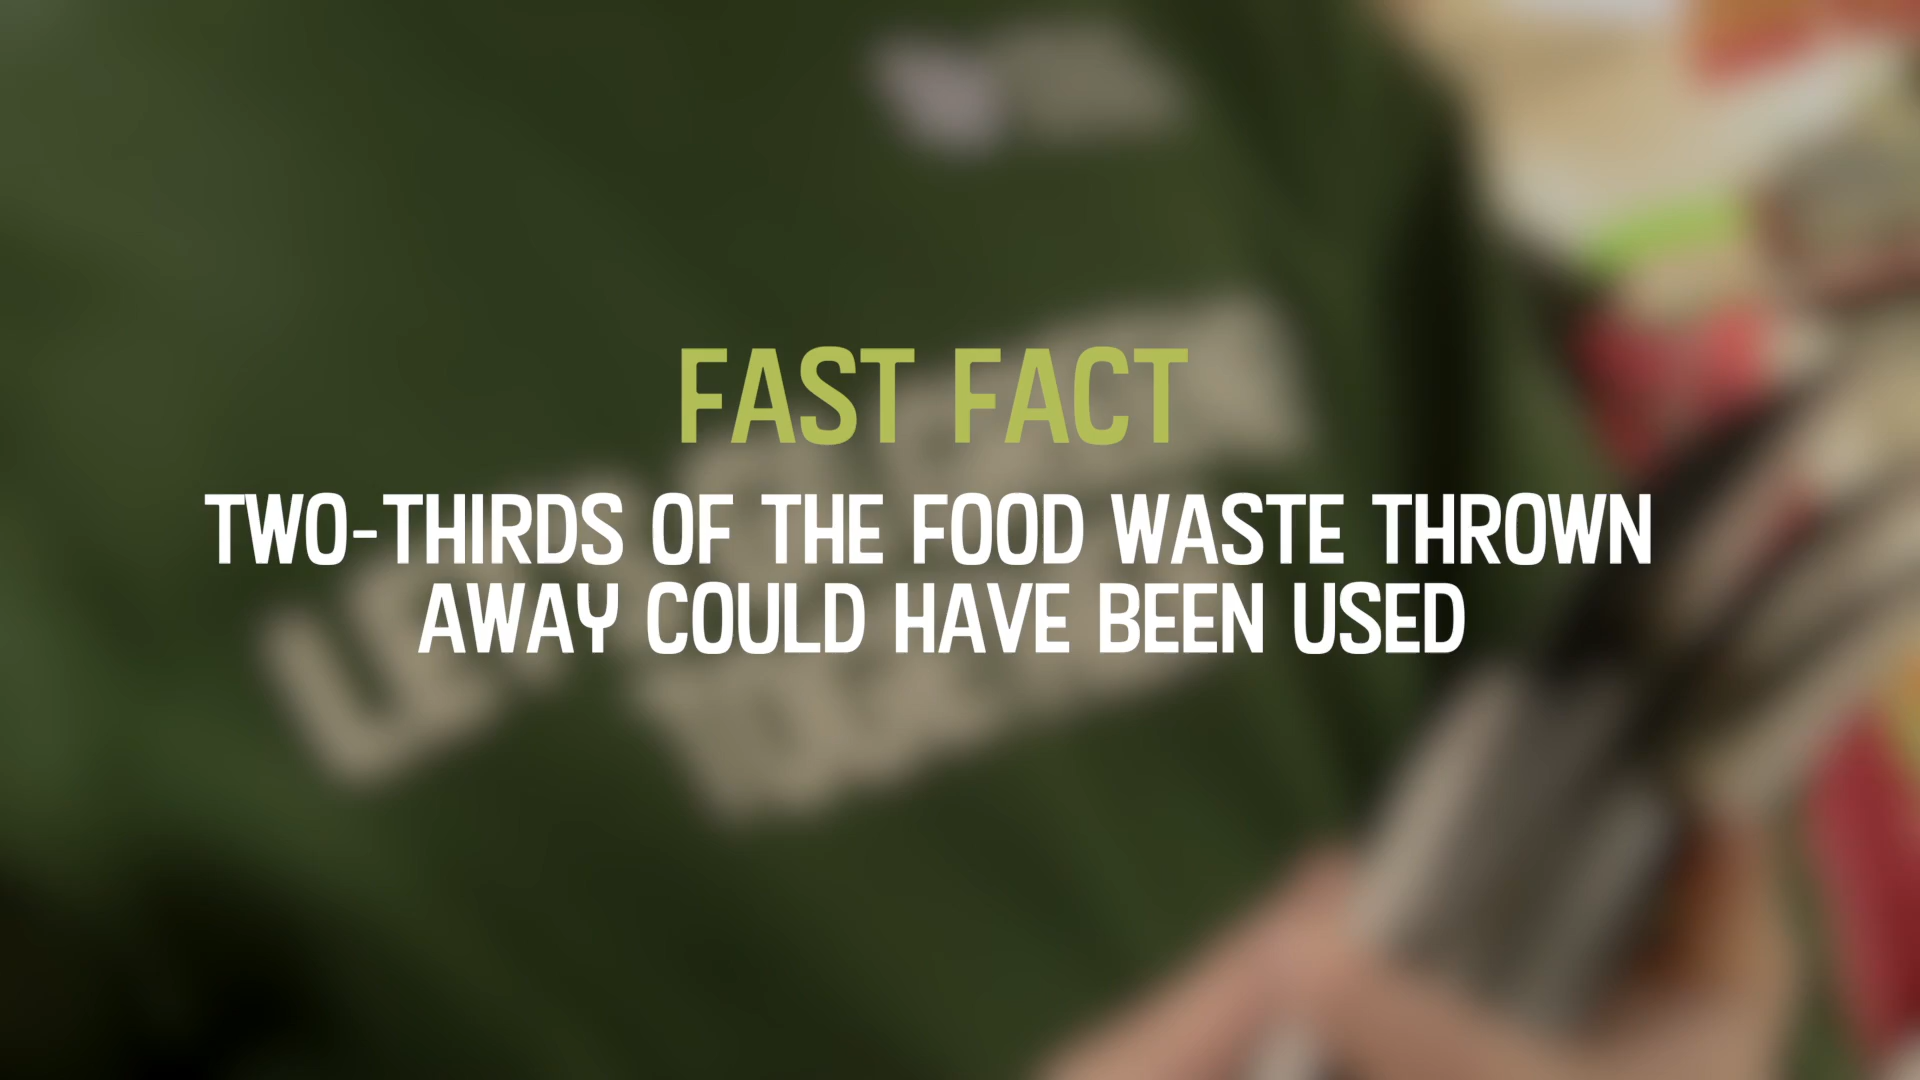 FAST FACT
TWO-THIRDS OF THE FOOD WASTE THROWN
AWAY COULD HAVE BEEN USED